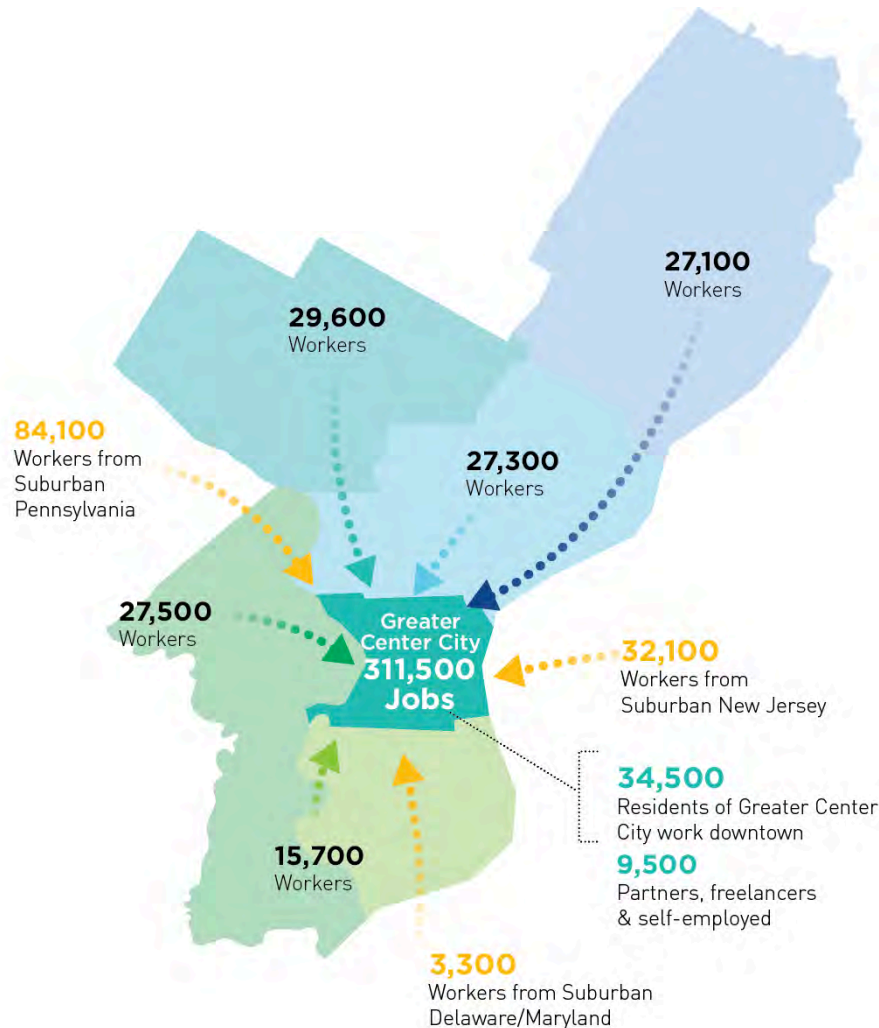 27,100
Workers
29,600
Workers
84,100
Workers from
Suburban
Pennsylvania
27,300
Workers
27,500
Workers
Greater
Center City
311,500
Jobs
32,100
Workers from
Suburban New Jersey
34,500
Residents of Greater Center
City work downtown
9,500
Partners, freelancers
& self-employed
15,700
Workers
3,300
Workers from Suburban
Delaware/Maryland